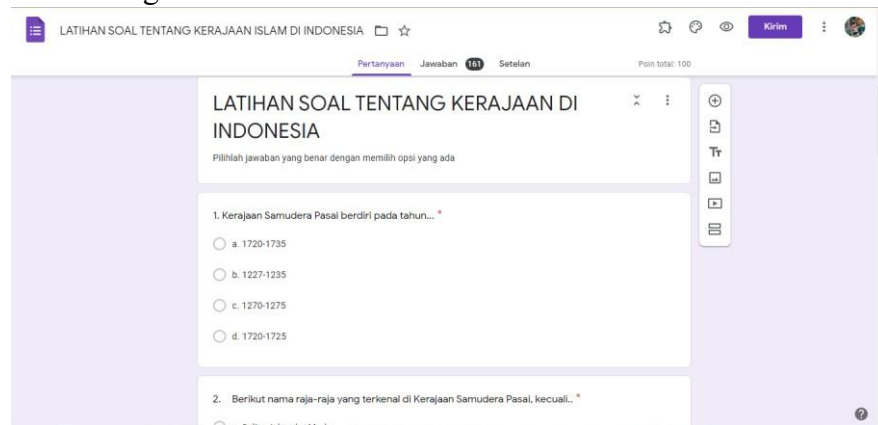 LATIHAN SOAL TENTANG KERAJAAN ISLAM DI INDONESIA
Kirim
Pertanyaan Jawaban 161 Setelan Poin total: 100
LATIHAN SOAL TENTANG KERAJAAN DI
INDONESIA
Pilihlah jawaban yang benar dengan memilih opsi yang ada
Tт
1. Kerajaan Samudera Pasai berdiri pada tahun... *
a. 1720-1735
b. 1227-1235
c. 1270-1275
d. 1720-1725
2. Berikut nama raja-raja yang terkenal di Kerajaan Samudera Pasai, kecuali.. *